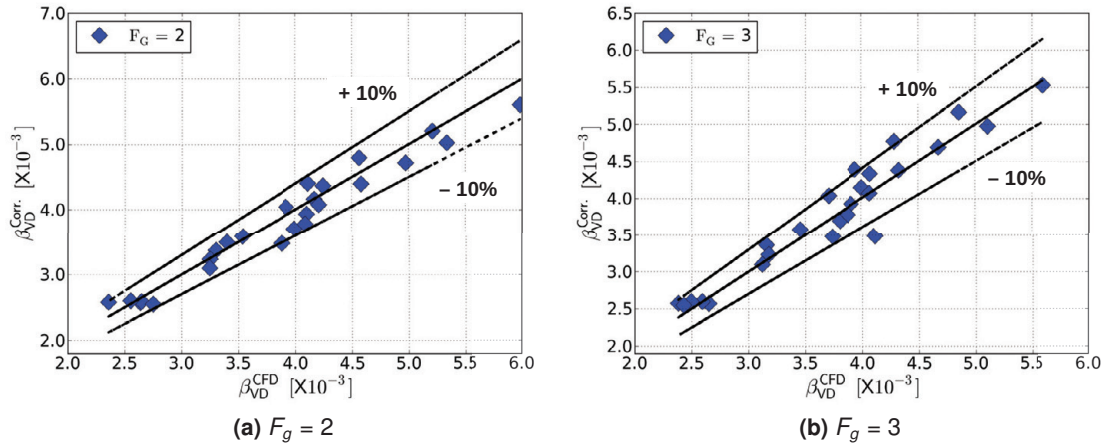 7.0
6.0
5.0
4.0
3.0
2.0
β_VD^Corr. [X10⁻³]
F_G = 2
+ 10%
− 10%
2.0 2.5 3.0 3.5 4.0 4.5 5.0 5.5 6.0
β_VD^CFD [X10⁻³]
(a) F_g = 2
6.5
6.0
5.5
5.0
4.5
4.0
3.5
3.0
2.5
2.0
β_VD^Corr. [X10⁻³]
F_G = 3
+ 10%
− 10%
2.0 2.5 3.0 3.5 4.0 4.5 5.0 5.5 6.0
β_VD^CFD [X10⁻³]
(b) F_g = 3